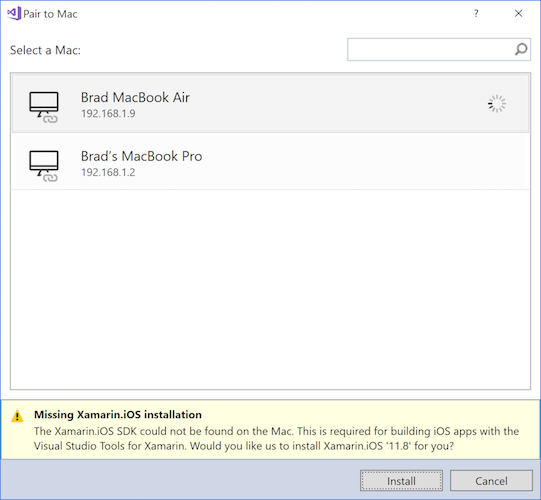 Pair to Mac
?
Select a Mac:
Brad MacBook Air
192.168.1.9
Brad's MacBook Pro
192.168.1.2
Missing Xamarin.iOS installation
The Xamarin.iOS SDK could not be found on the Mac. This is required for building iOS apps with the
Visual Studio Tools for Xamarin. Would you like us to install Xamarin.iOS '11.8' for you?
Install
Cancel